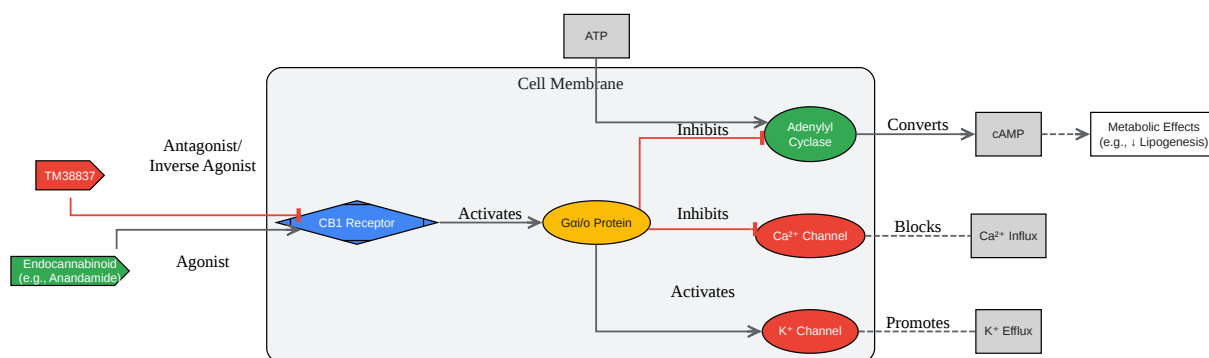 ATP
Cell Membrane
Antagonist/
Inverse Agonist
TM38837
CB1 Receptor
Activates
Gαi/o Protein
Inhibits
Adenylyl
Cyclase
Converts
cAMP
Metabolic Effects
(e.g., ↓ Lipogenesis)
Inhibits
Ca²⁺ Channel
Blocks
Ca²⁺ Influx
Endocannabinoid
(e.g., Anandamide)
Agonist
Activates
K⁺ Channel
Promotes
K⁺ Efflux